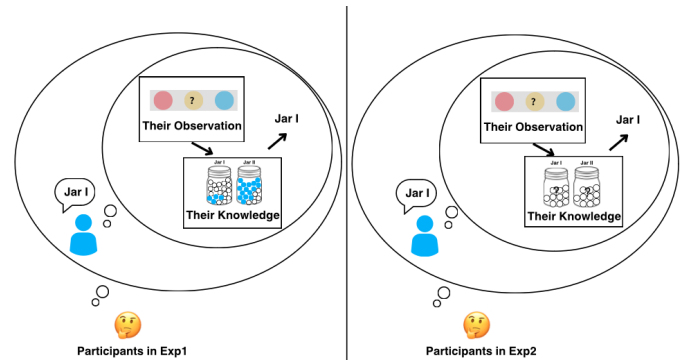 ?
Their Observation
Jar I
Jar I Jar II
Their Knowledge
Jar I
Participants in Exp1
?
Their Observation
Jar I
Jar I Jar II
? ?
Their Knowledge
Jar I
Participants in Exp2